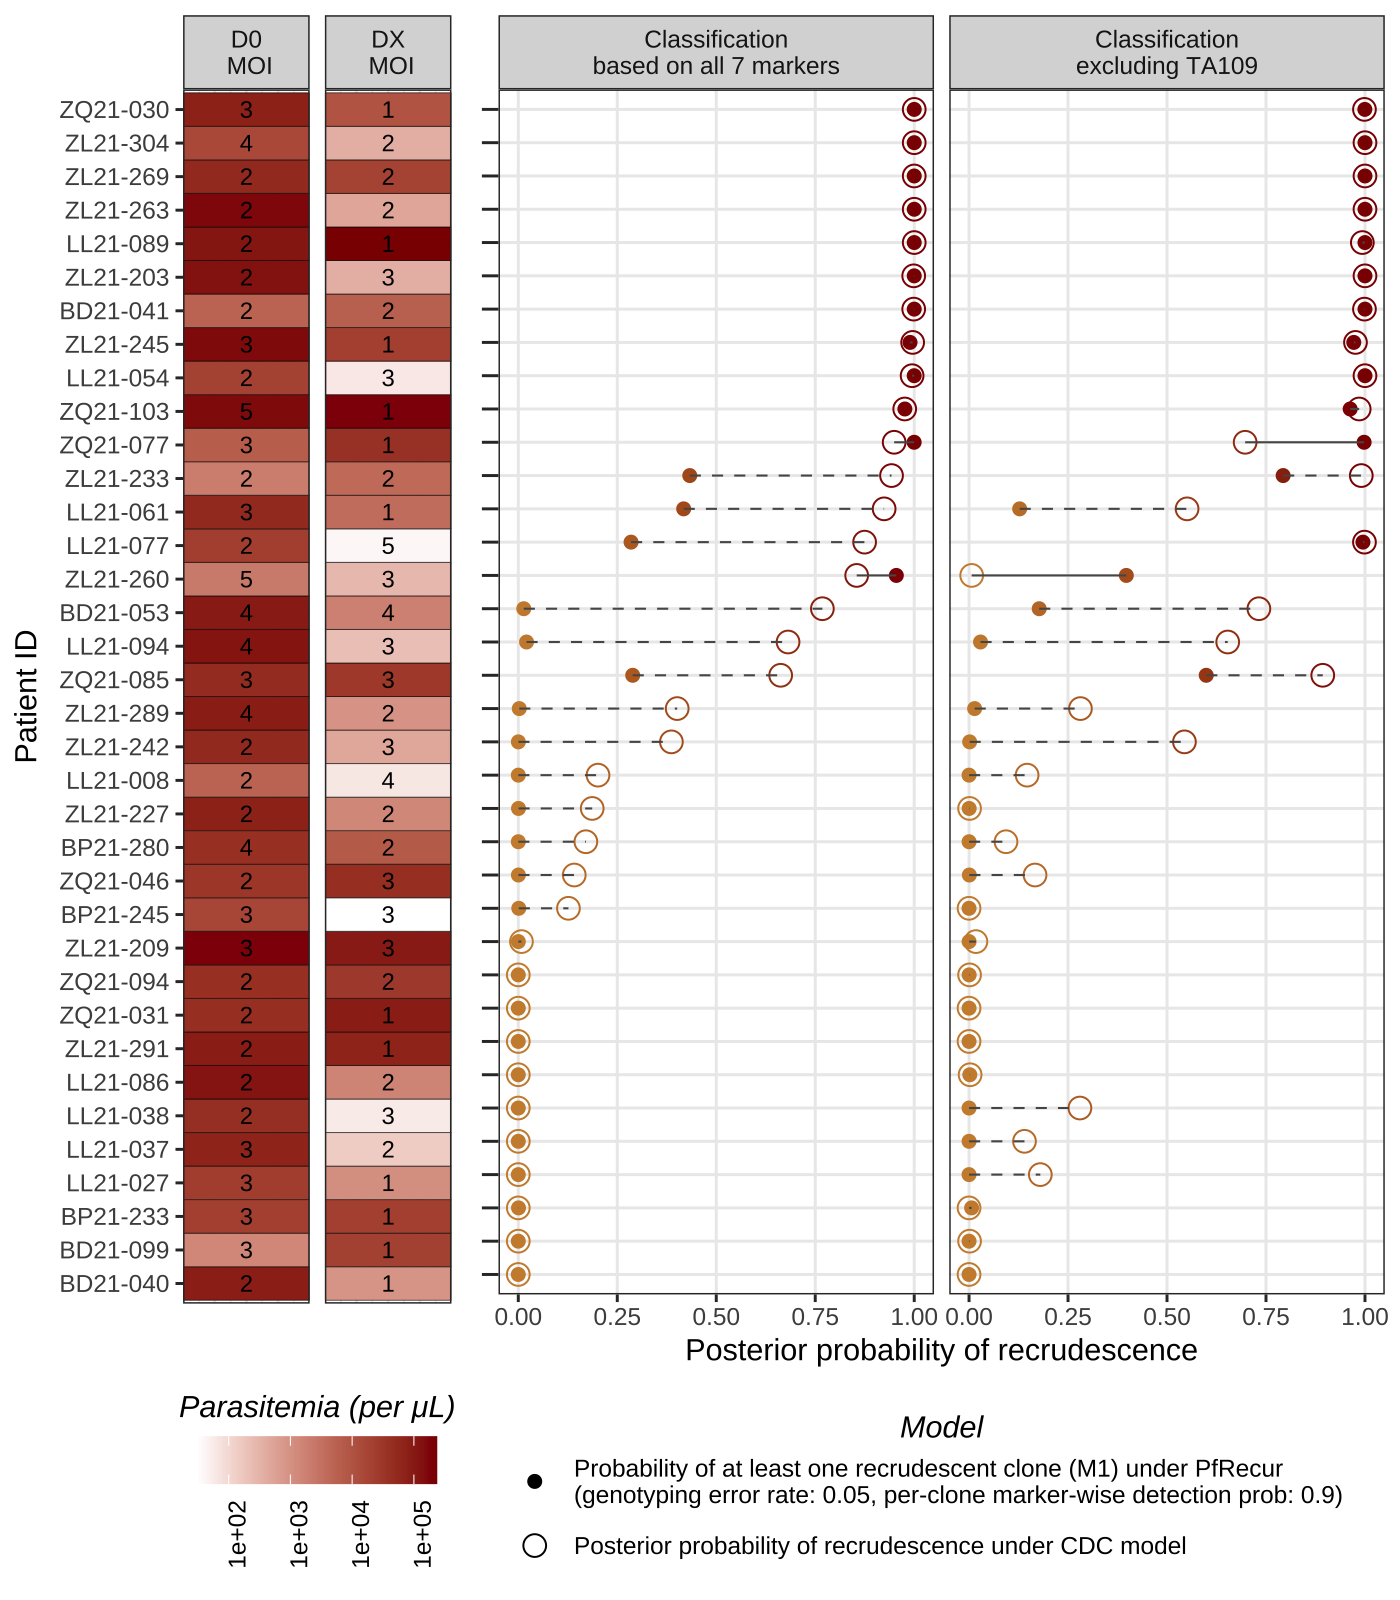 D0
MOI
DX
MOI
Classification
based on all 7 markers
Classification
excluding TA109
Patient ID
ZQ21-030 3 1
ZL21-304 4 2
ZL21-269 2 2
ZL21-263 2 2
LL21-089 2 1
ZL21-203 2 3
BD21-041 2 2
ZL21-245 3 1
LL21-054 2 3
ZQ21-103 5 1
ZQ21-077 3 1
ZL21-233 2 2
LL21-061 3 1
LL21-077 2 5
ZL21-260 5 3
BD21-053 4 4
LL21-094 4 3
ZQ21-085 3 3
ZL21-289 4 2
ZL21-242 2 3
LL21-008 2 4
ZL21-227 2 2
BP21-280 4 2
ZQ21-046 2 3
BP21-245 3 3
ZL21-209 3 3
ZQ21-094 2 2
ZQ21-031 2 1
ZL21-291 2 1
LL21-086 2 2
LL21-038 2 3
LL21-037 3 2
LL21-027 3 1
BP21-233 3 1
BD21-099 3 1
BD21-040 2 1
0.00 0.25 0.50 0.75 1.00 0.00 0.25 0.50 0.75 1.00
Posterior probability of recrudescence
Parasitemia (per μL)
1e+02 1e+03 1e+04 1e+05
Model
Probability of at least one recrudescent clone (M1) under PfRecur
(genotyping error rate: 0.05, per-clone marker-wise detection prob: 0.9)
Posterior probability of recrudescence under CDC model